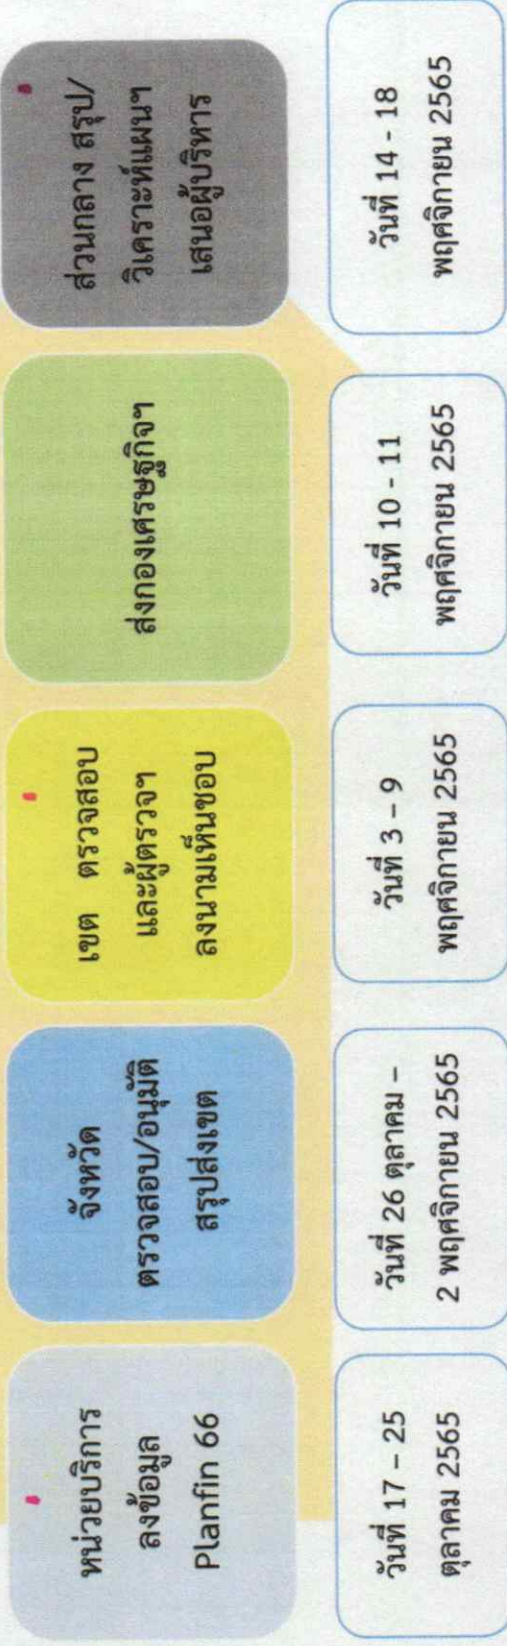 หน่วยบริการ
ลงข้อมูล
Planfin 66
จังหวัด
ตรวจสอบ/อนุมัติ
สรุปส่งเขต
เขต ตรวจสอบ
และผู้ตรวจฯ
ลงนามเห็นชอบ
ส่งกองเศรษฐกิจฯ
ส่วนกลาง สรุป/
วิเคราะห์แผนฯ
เสนอผู้บริหาร
วันที่ 17 – 25
ตุลาคม 2565
วันที่ 26 ตุลาคม –
2 พฤศจิกายน 2565
วันที่ 3 – 9
พฤศจิกายน 2565
วันที่ 10 - 11
พฤศจิกายน 2565
วันที่ 14 - 18
พฤศจิกายน 2565